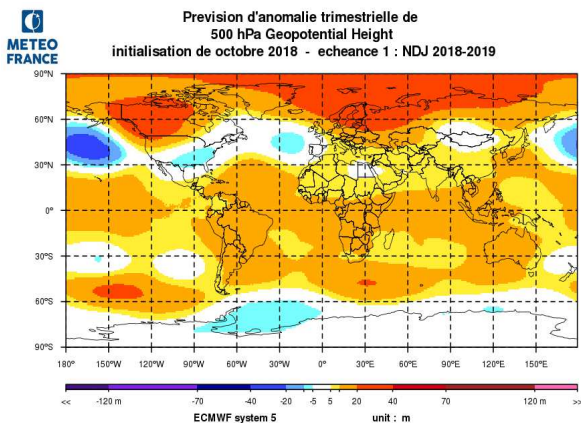 METEO
FRANCE
Prevision d'anomalie trimestrielle de
500 hPa Geopotential Height
initialisation de octobre 2018 - echeance 1 : NDJ 2018-2019
90°N
60°N
30°N
0°
30°S
60°S
90°S
180° 150°W 120°W 90°W 60°W 30°W 0° 30°E 60°E 90°E 120°E 150°E
<< -120 m -70 -40 -20 -5 5 20 40 70 120 m >>
ECMWF system 5 unit : m